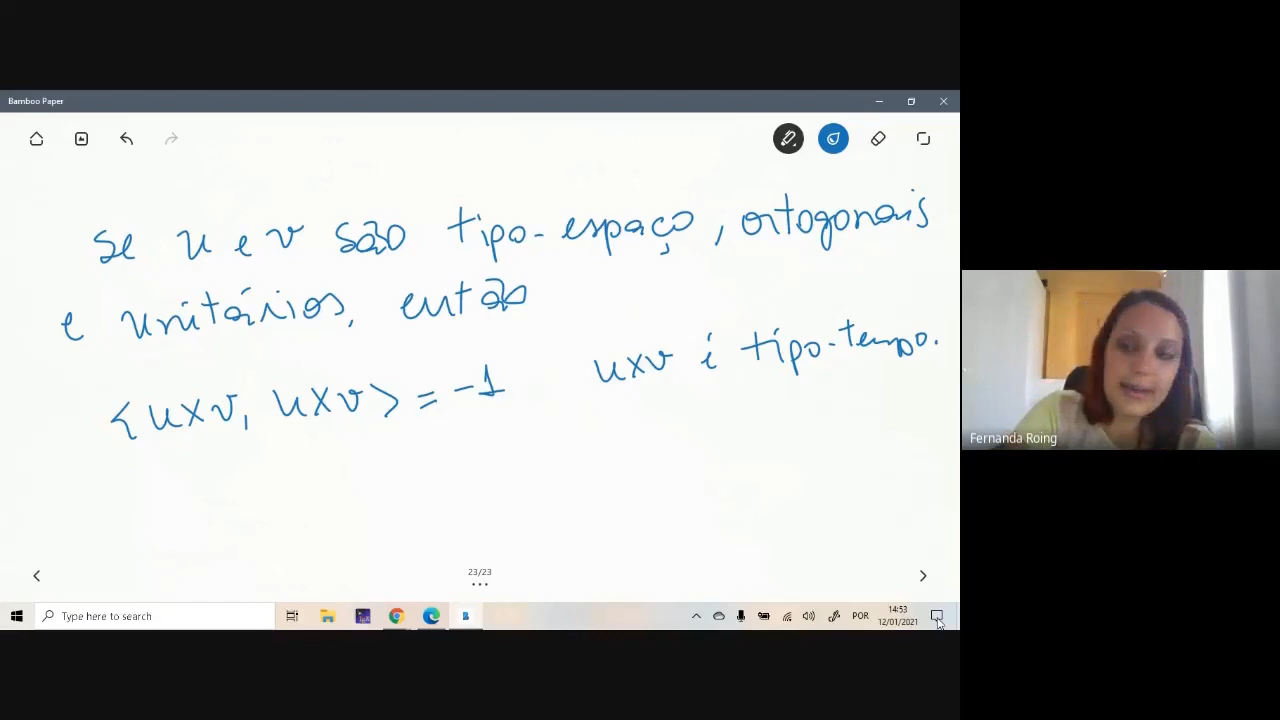 Bamboo Paper
se u e v são tipo-espaço, ortogonais
e unitários, então
<u×v, u×v> = -1 u×v é tipo-tempo.
Fernanda Roing
23/23
Type here to search
POR
14:53
12/01/2021